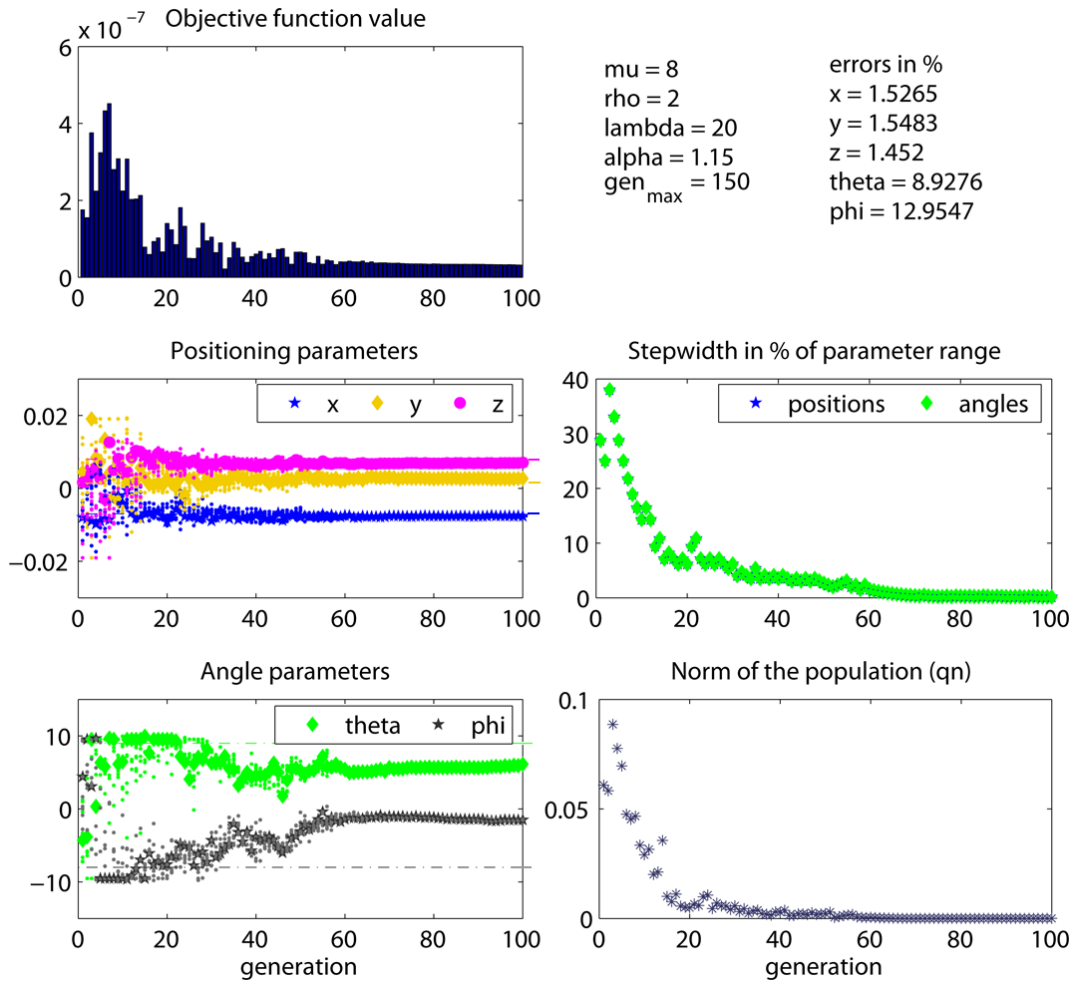 x 10 −7
Objective function value
6
4
2
0
0 20 40 60 80 100
mu = 8
rho = 2
lambda = 20
alpha = 1.15
gen max = 150
errors in %
x = 1.5265
y = 1.5483
z = 1.452
theta = 8.9276
phi = 12.9547
Positioning parameters
x y z
0.02
0
−0.02
0 20 40 60 80 100
Stepwidth in % of parameter range
positions angles
40
30
20
10
0
0 20 40 60 80 100
Angle parameters
theta phi
10
0
−10
0 20 40 60 80 100
generation
Norm of the population (qn)
0.1
0.05
0
0 20 40 60 80 100
generation